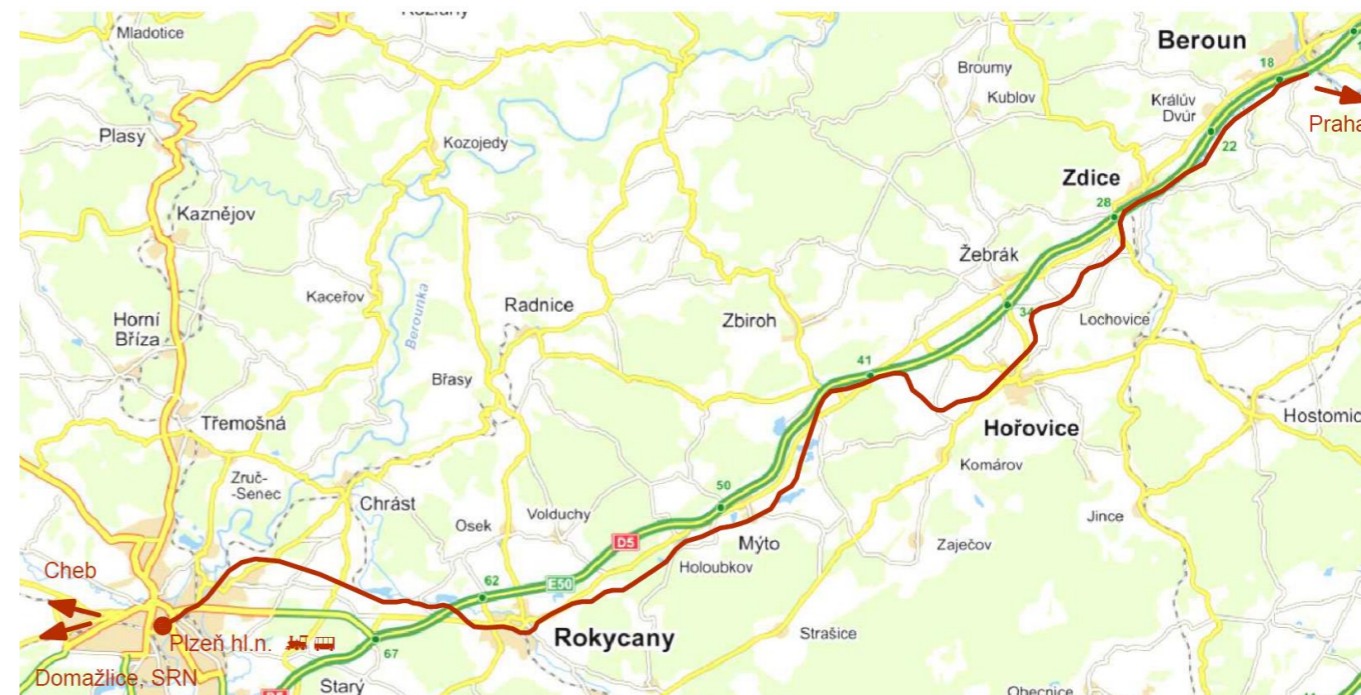 Mladotice
Beroun
18
Broumy
Kublov
Králův
Dvůr
Praha
22
Plasy
Kozojedy
Zdice
28
Kaznějov
Žebrák
Kaceřov
Berounka
Radnice
Zbiroh
34
Lochovice
Horní
Bříza
41
Břasy
Hořovice
Hostomic
Třemošná
Komárov
Zruč-
-Senec
Chrást
50
Jince
Osek
Volduchy
D5
Mýto
Zaječov
Holoubkov
Cheb
62
E50
Rokycany
Strašice
Plzeň hl.n.
67
Domažlice, SRN
Starý
Obecnice